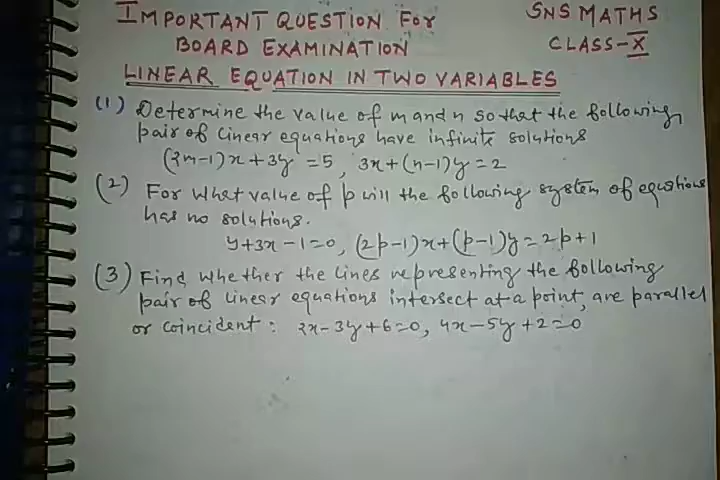 IMPORTANT QUESTION FOR
BOARD EXAMINATION
SNS MATHS
CLASS-X
LINEAR EQUATION IN TWO VARIABLES
(1) Determine the value of m and n so that the following
pair of linear equations have infinite solutions
(2m-1)x+3y=5, 3x+(n-1)y=2
(2) For what value of p will the following system of equations
has no solutions.
y+3x-1=0, (2p-1)x+(p-1)y=2p+1
(3) Find whether the lines representing the following
pair of linear equations intersect at a point, are parallel
or coincident: 2x-3y+6=0, 4x-5y+2=0